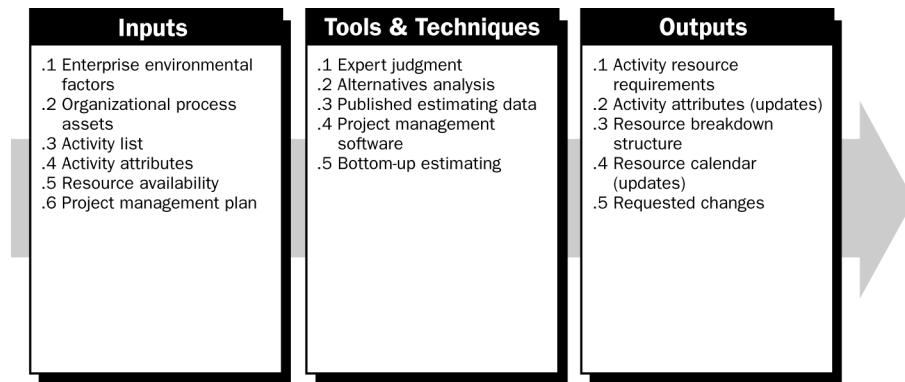 Inputs
.1 Enterprise environmental
factors
.2 Organizational process
assets
.3 Activity list
.4 Activity attributes
.5 Resource availability
.6 Project management plan
Tools & Techniques
.1 Expert judgment
.2 Alternatives analysis
.3 Published estimating data
.4 Project management
software
.5 Bottom-up estimating
Outputs
.1 Activity resource
requirements
.2 Activity attributes (updates)
.3 Resource breakdown
structure
.4 Resource calendar
(updates)
.5 Requested changes